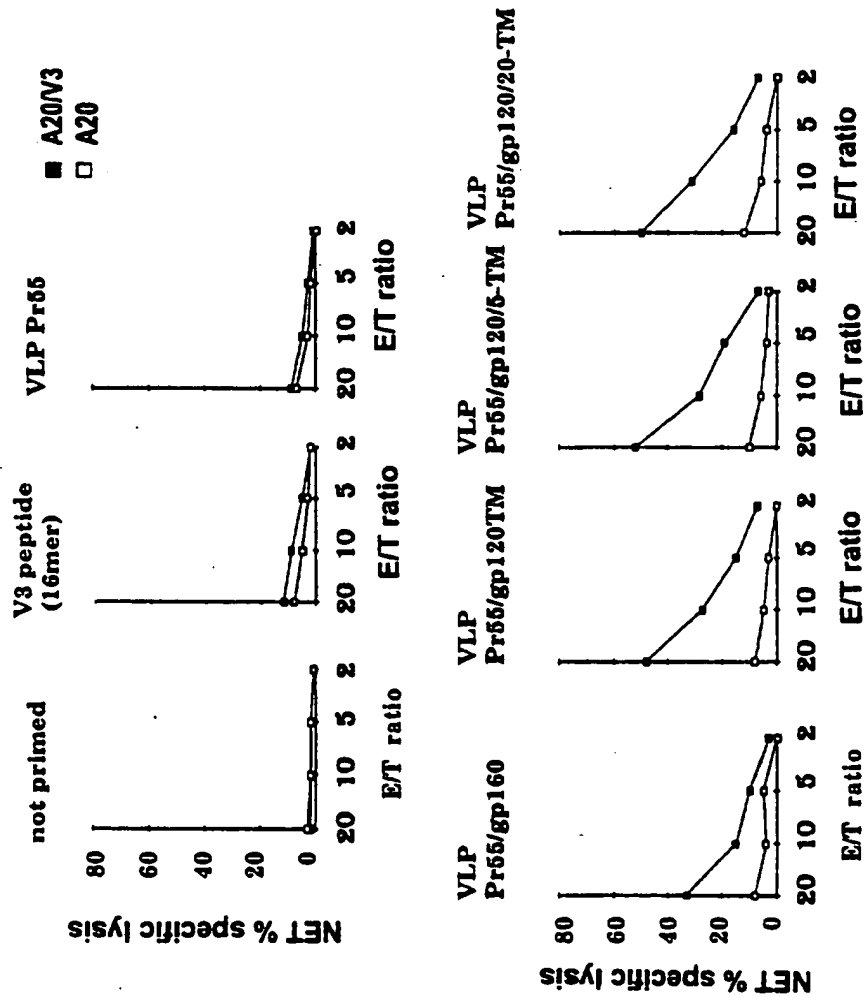 not primed
V3 peptide
(16mer)
VLP Pr55
■ A20/V3
□ A20
NET % specific lysis
80
60
40
20
0
20 10 5 2
E/T ratio
20 10 5 2
E/T ratio
20 10 5 2
E/T ratio
VLP
Pr55/gp160
VLP
Pr55/gp120TM
VLP
Pr55/gp120/5-TM
VLP
Pr55/gp120/20-TM
NET % specific lysis
80
60
40
20
0
20 10 5 2
E/T ratio
20 10 5 2
E/T ratio
20 10 5 2
E/T ratio
20 10 5 2
E/T ratio